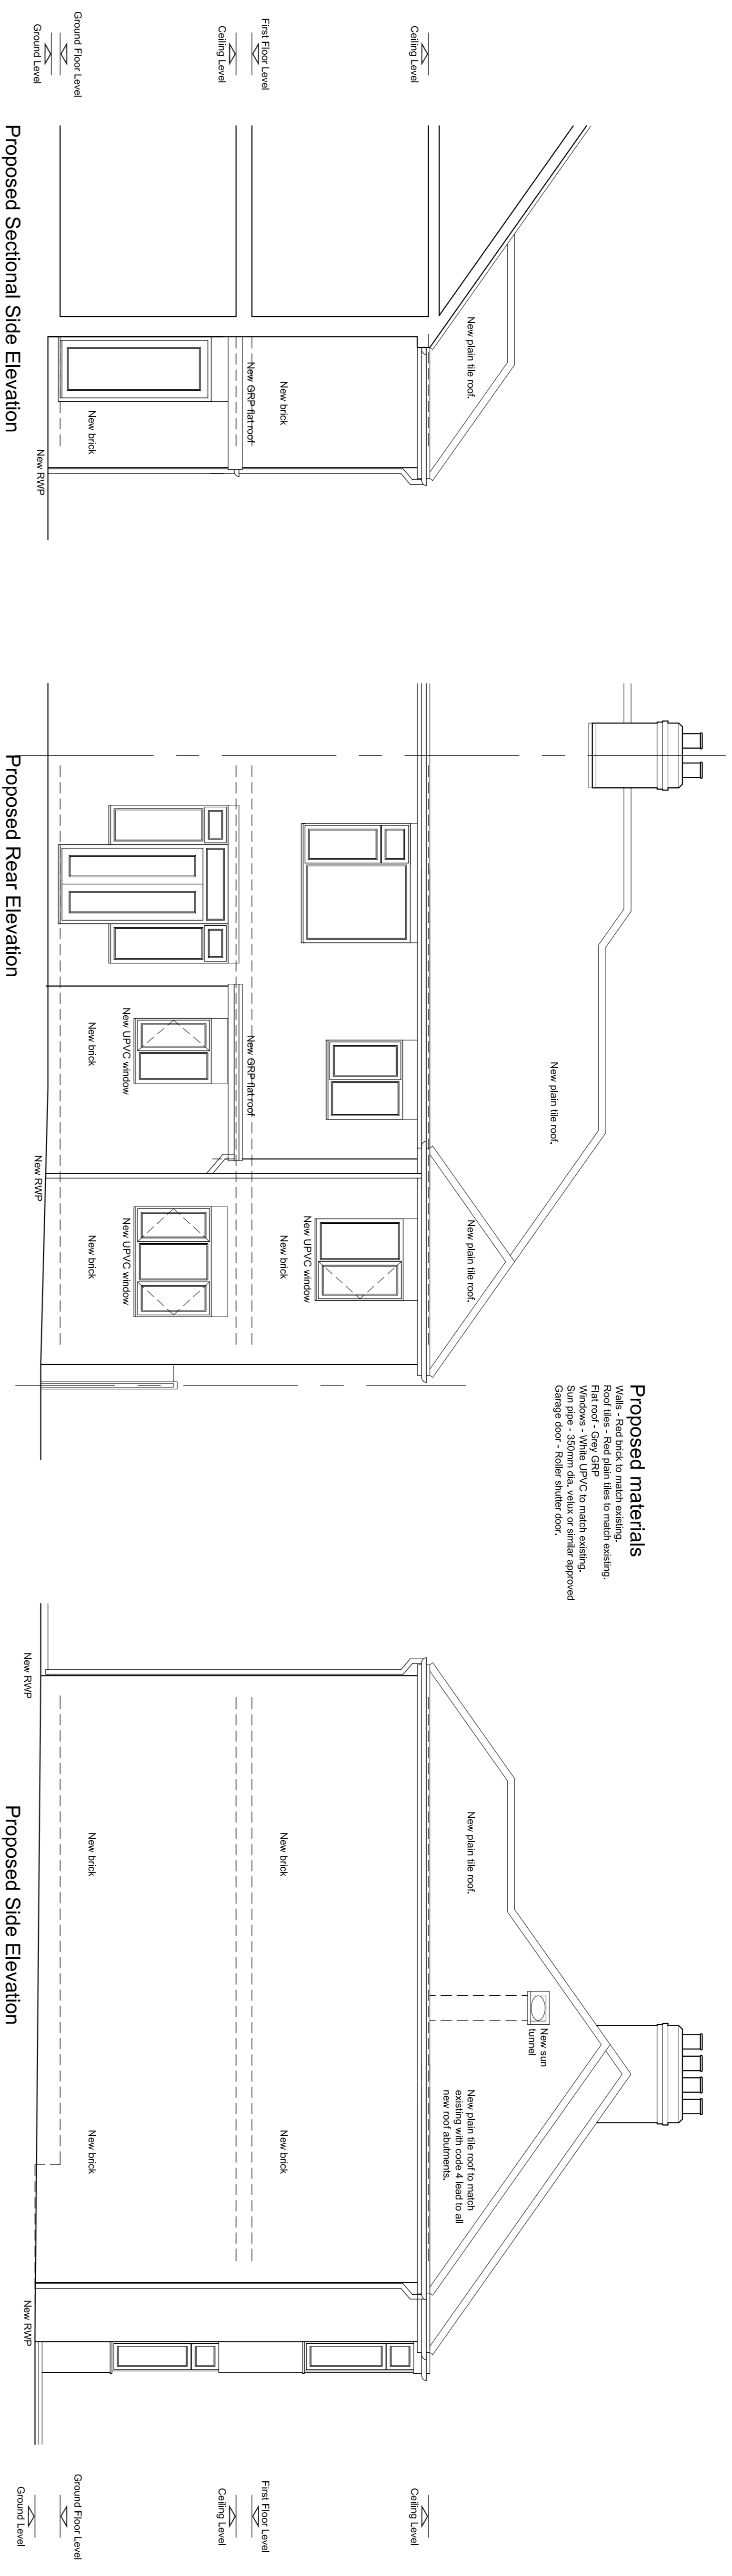 Proposed materials
Walls - Red brick to match existing.
Roof tiles - Red plain tiles to match existing.
Flat roof - Grey GRP
Windows - White UPVC to match existing.
Sun pipe - 350mm dia. velux or similar approved
Garage door - Roller shutter door.
Ceiling Level
First Floor Level
Ceiling Level
Ground Floor Level
Ground Level
New plain tile roof.
New brick
New GRP flat roof
New brick
New RWP
Proposed Sectional Side Elevation
New plain tile roof.
New plain tile roof.
New UPVC window
New brick
New GRP flat roof
New UPVC window
New UPVC window
New brick
New brick
New RWP
Proposed Rear Elevation
New sun
tunnel
New plain tile roof.
New plain tile roof to match
existing with code 4 lead to all
new roof abutments.
New brick
New brick
New brick
New brick
New RWP
New RWP
Proposed Side Elevation
Ceiling Level
First Floor Level
Ceiling Level
Ground Floor Level
Ground Level